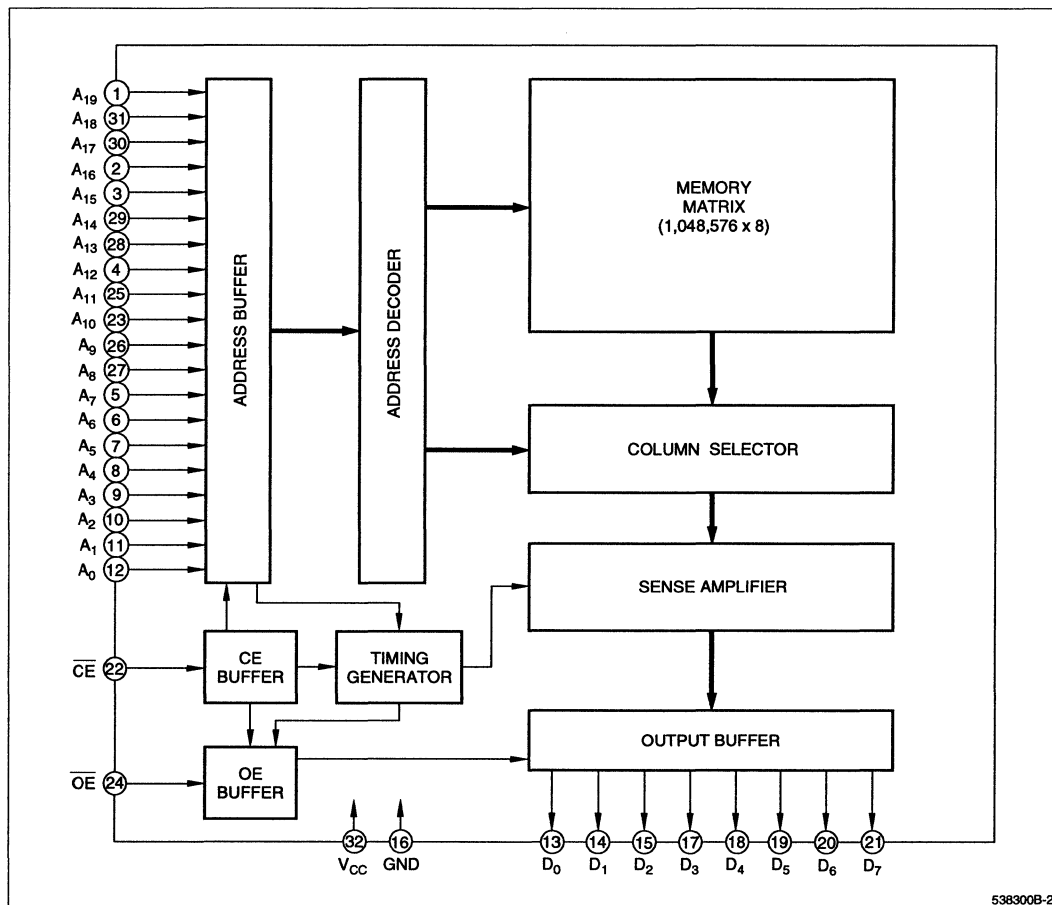 A19 1
A18 31
A17 30
A16 2
A15 3
A14 29
A13 28
A12 4
A11 25
A10 23
A9 26
A8 27
A7 5
A6 6
A5 7
A4 8
A3 9
A2 10
A1 11
A0 12
CE 22
OE 24
ADDRESS BUFFER
ADDRESS DECODER
MEMORY
MATRIX
(1,048,576 x 8)
COLUMN SELECTOR
SENSE AMPLIFIER
CE
BUFFER
TIMING
GENERATOR
OE
BUFFER
OUTPUT BUFFER
32 16 13 14 15 17 18 19 20 21
VCC GND D0 D1 D2 D3 D4 D5 D6 D7
538300B-2